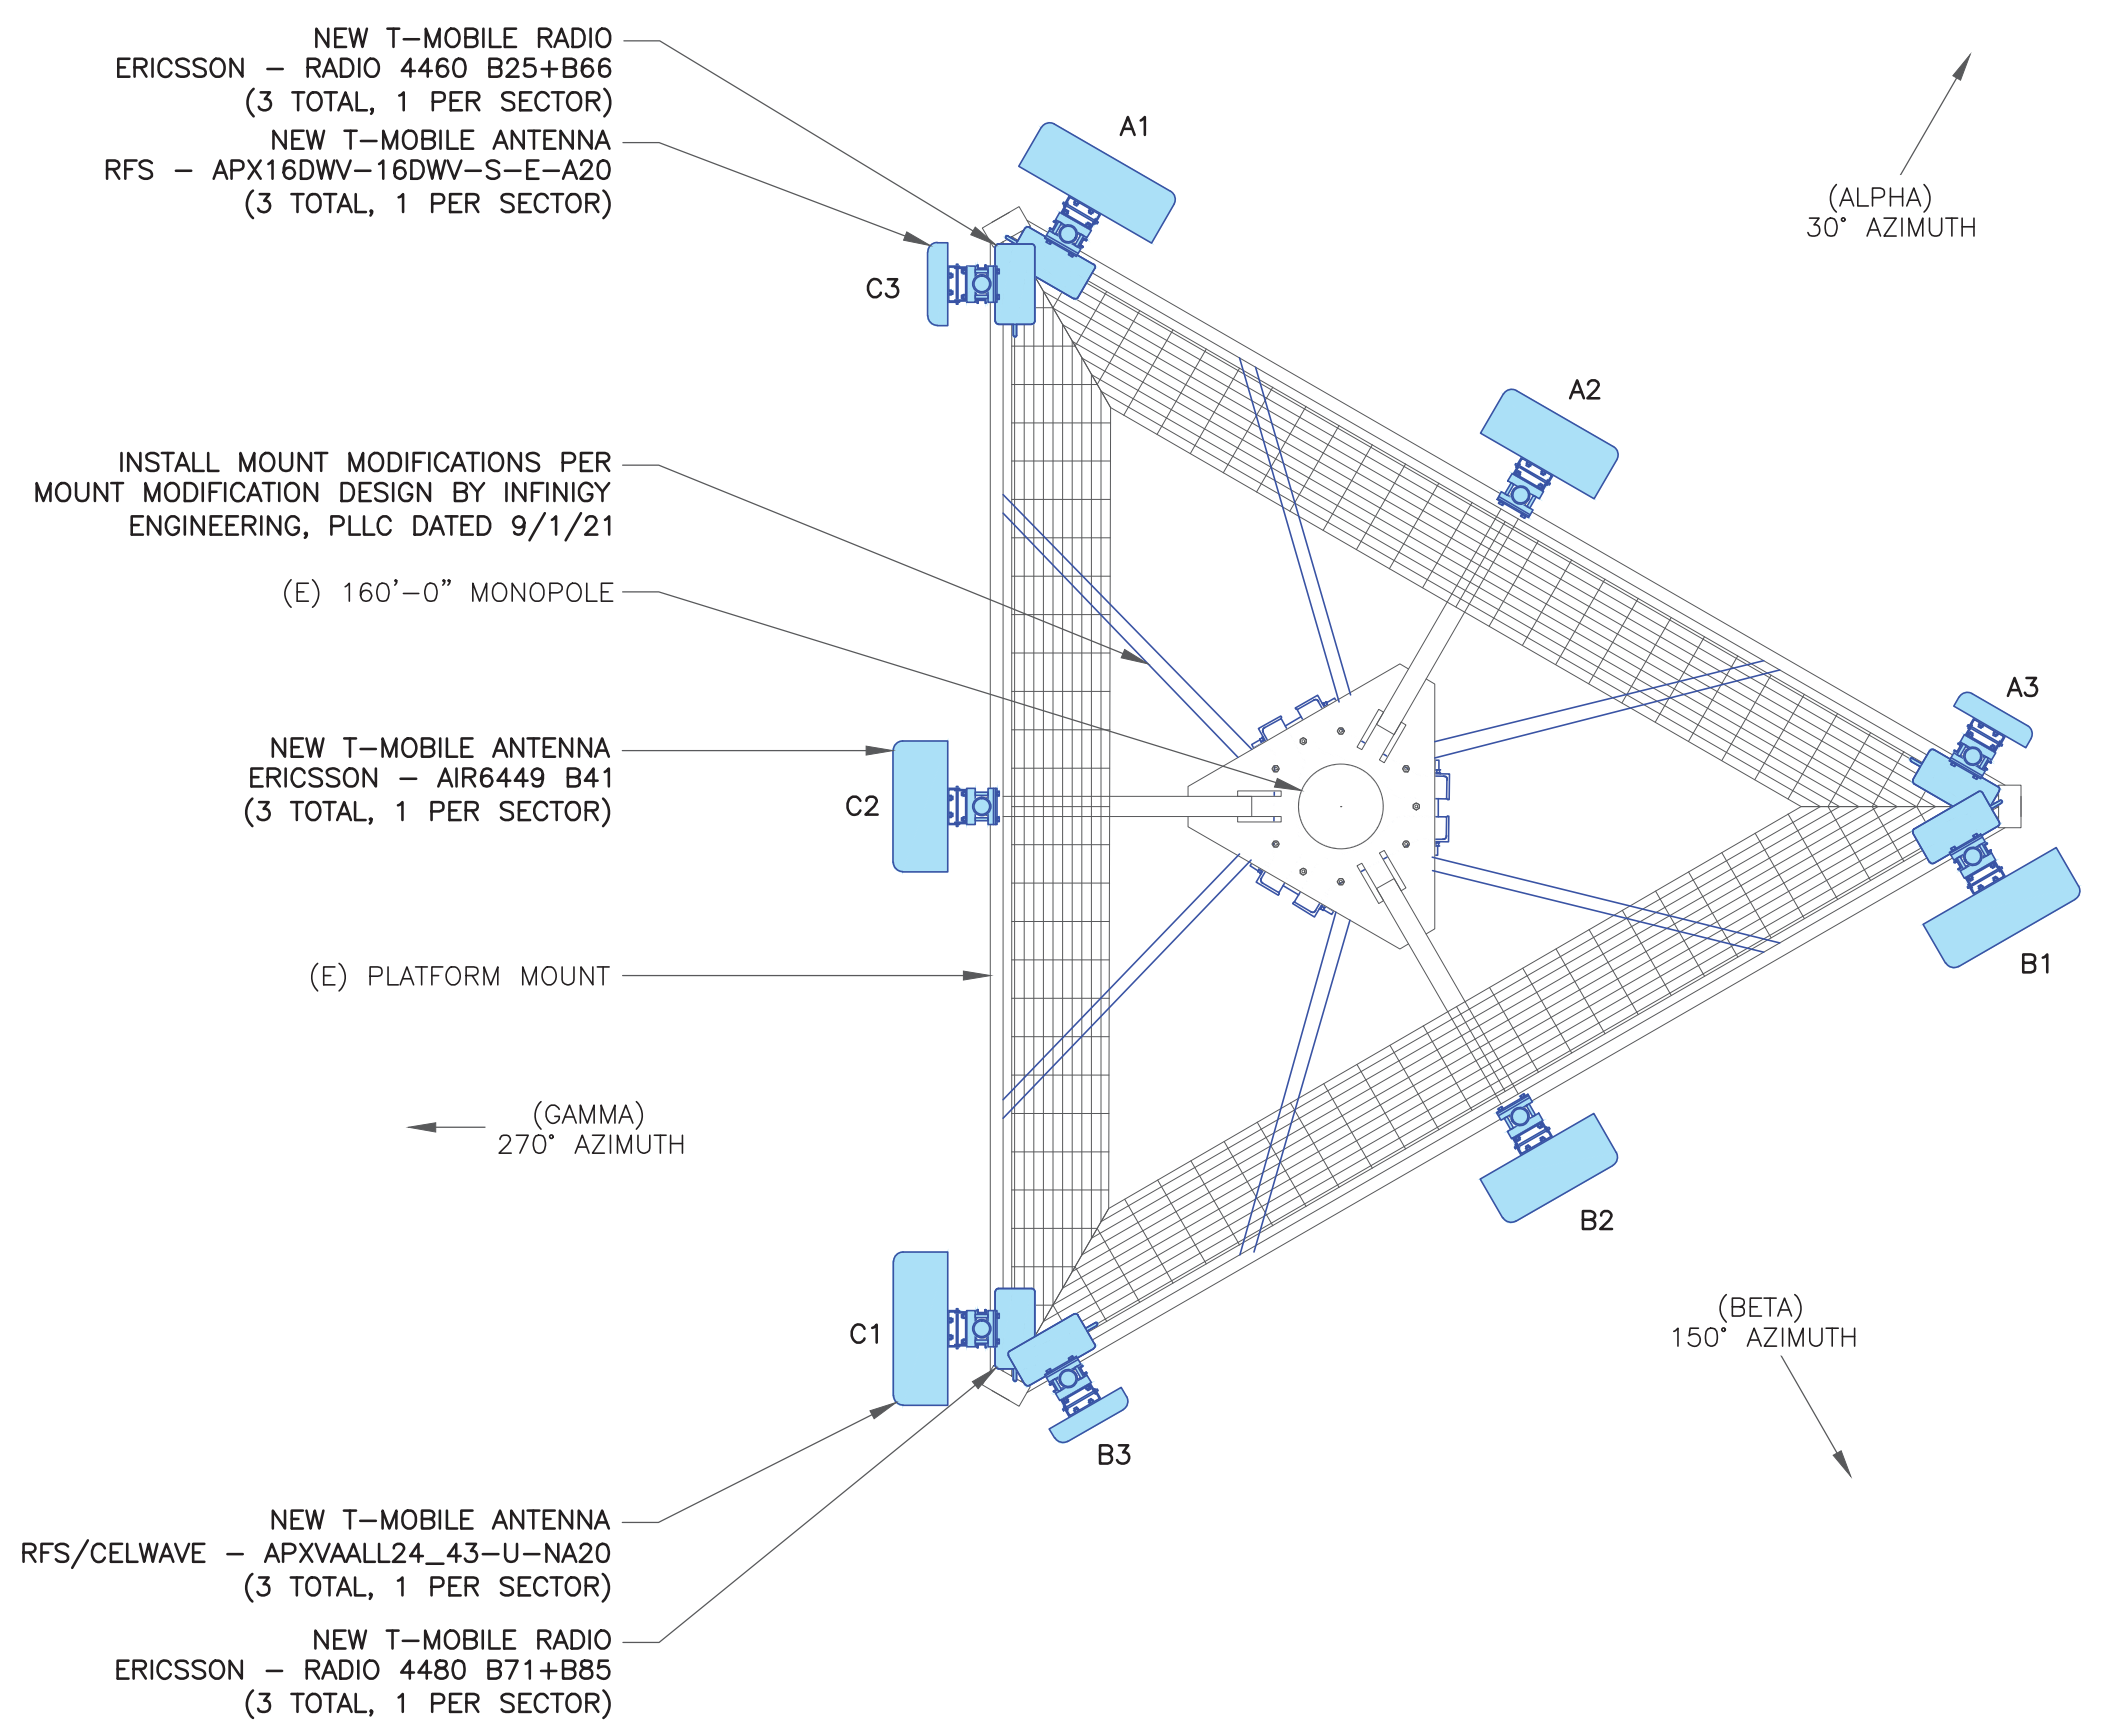 NEW T-MOBILE RADIO
ERICSSON - RADIO 4460 B25+B66
(3 TOTAL, 1 PER SECTOR)
NEW T-MOBILE ANTENNA
RFS - APX16DWV-16DWV-S-E-A20
(3 TOTAL, 1 PER SECTOR)
A1
(ALPHA)
30° AZIMUTH
C3
A2
INSTALL MOUNT MODIFICATIONS PER
MOUNT MODIFICATION DESIGN BY INFINIGY
ENGINEERING, PLLC DATED 9/1/21
(E) 160'-0" MONOPOLE
A3
NEW T-MOBILE ANTENNA
ERICSSON - AIR6449 B41
(3 TOTAL, 1 PER SECTOR)
C2
(E) PLATFORM MOUNT
B1
(GAMMA)
270° AZIMUTH
B2
(BETA)
150° AZIMUTH
C1
B3
NEW T-MOBILE ANTENNA
RFS/CELWAVE - APXVAALL24_43-U-NA20
(3 TOTAL, 1 PER SECTOR)
NEW T-MOBILE RADIO
ERICSSON - RADIO 4480 B71+B85
(3 TOTAL, 1 PER SECTOR)